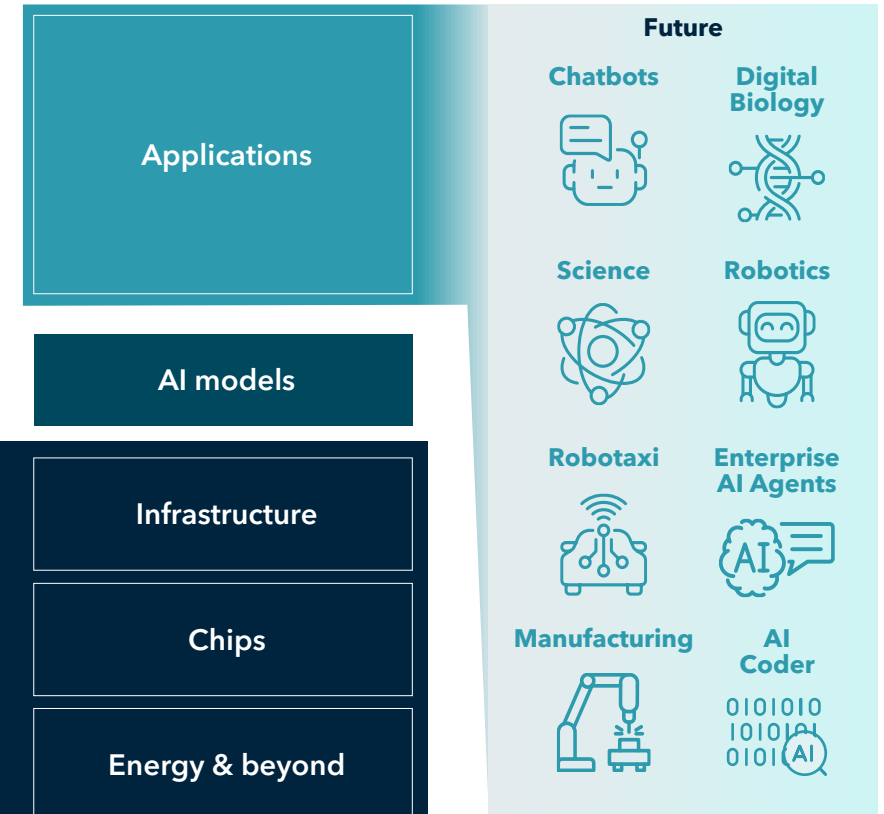 Applications
AI models
Infrastructure
Chips
Energy & beyond
Future
Chatbots
Digital
Biology
Science
Robotics
Robotaxi
Enterprise
AI Agents
AI
Manufacturing
AI
Coder
0101010
101010
0101
AI